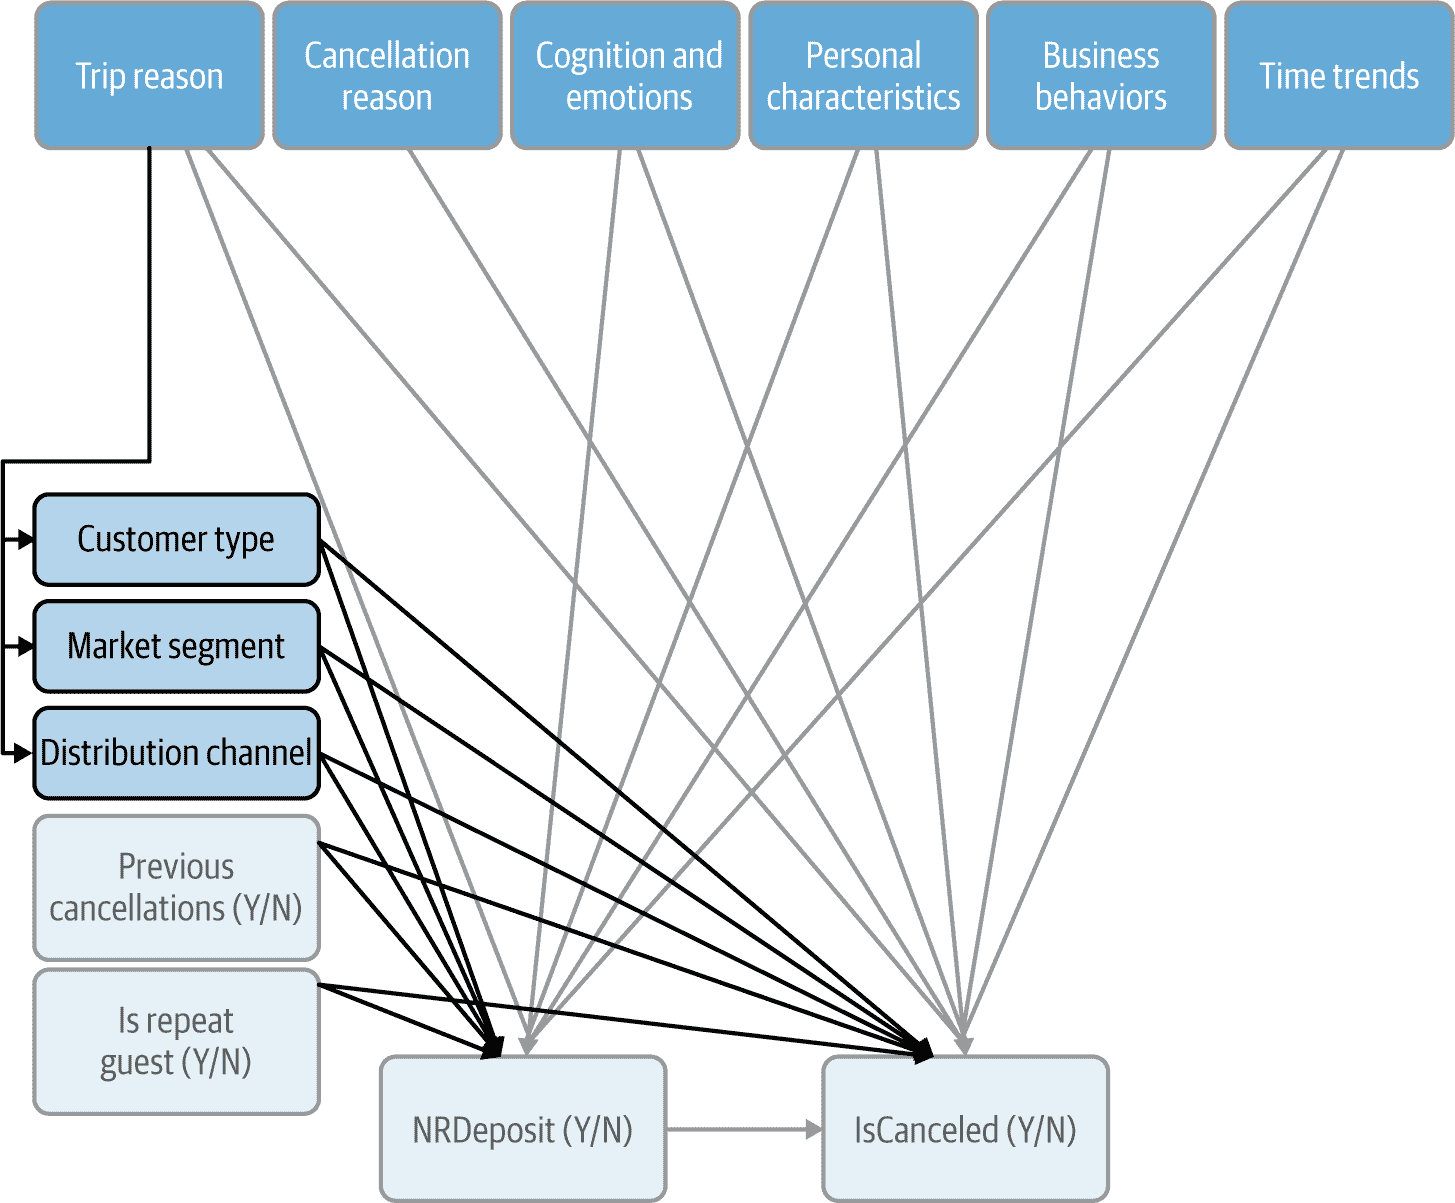 Trip reason
Cancellation
reason
Cognition and
emotions
Personal
characteristics
Business
behaviors
Time trends
Customer type
Market segment
Distribution channel
Previous
cancellations (Y/N)
Is repeat
guest (Y/N)
NRDeposit (Y/N)
IsCanceled (Y/N)